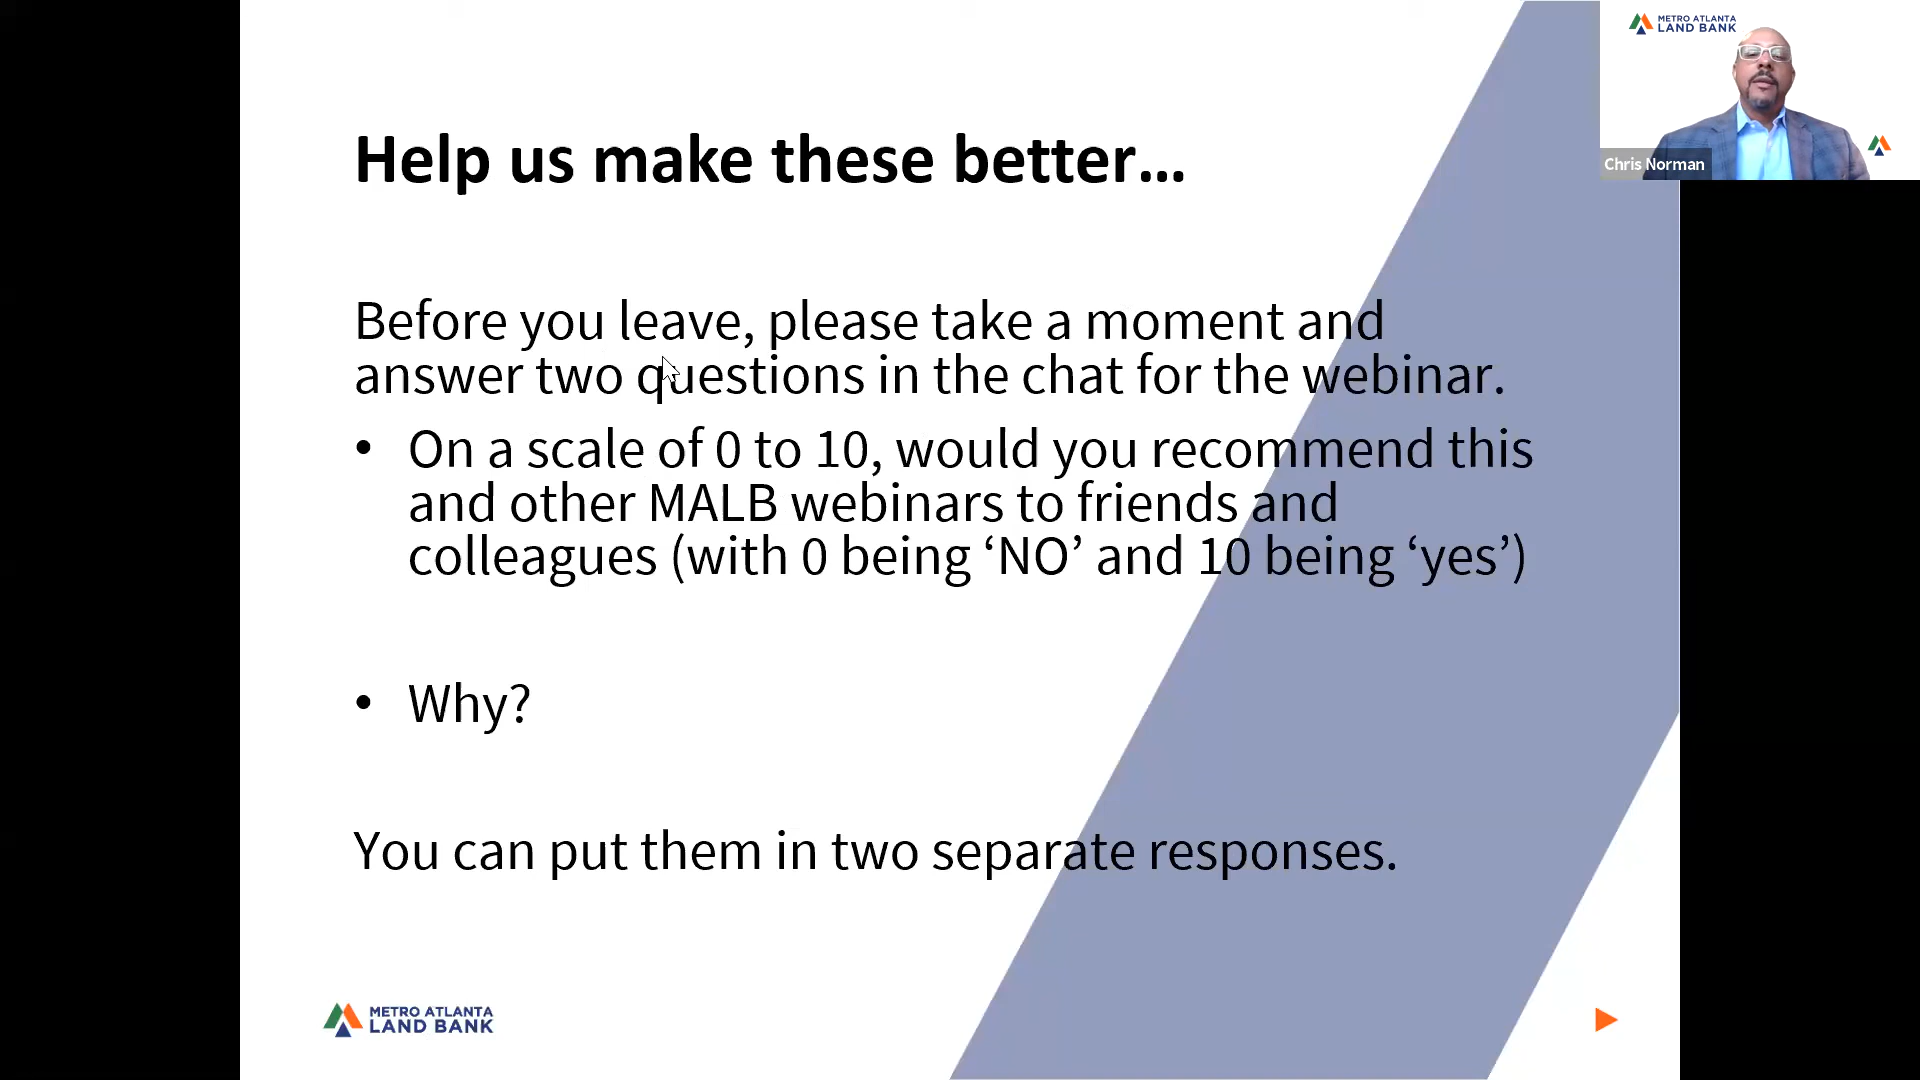 METRO ATLANTA
LAND BANK
Chris Norman
Help us make these better...
Before you leave, please take a moment and
answer two questions in the chat for the webinar.
• On a scale of 0 to 10, would you recommend this
and other MALB webinars to friends and
colleagues (with 0 being ‘NO’ and 10 being ‘yes’)
• Why?
You can put them in two separate responses.
METRO ATLANTA
LAND BANK